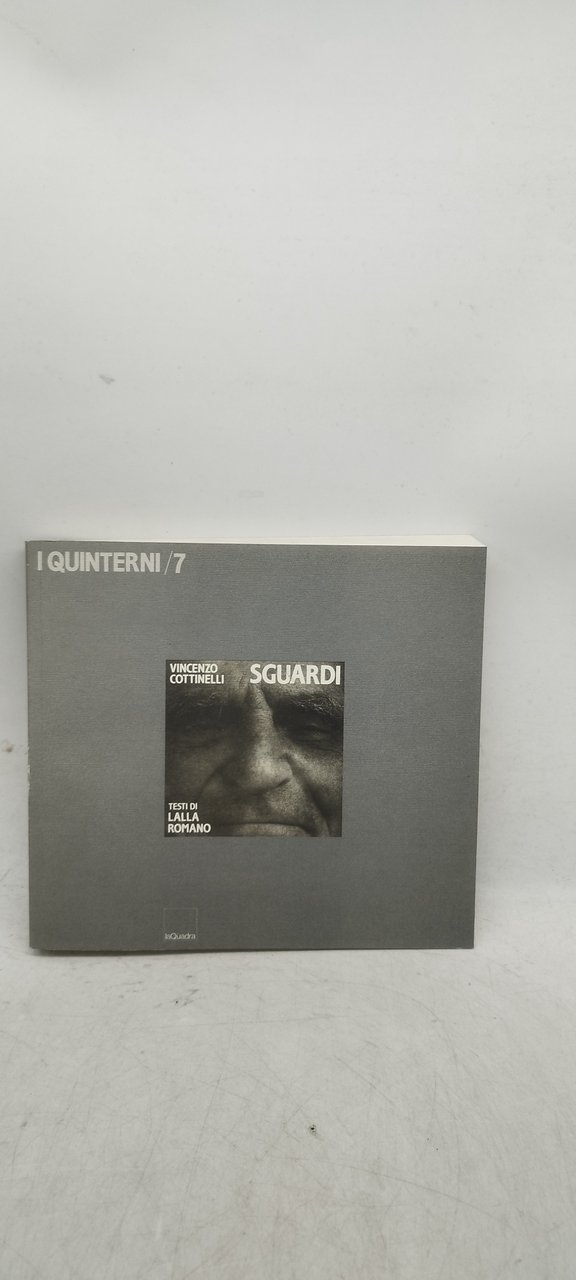 I QUINTERNI/7
VINCENZO
COTTINELLI
SGUARDI
TESTI DI
LALLA
ROMANO
laQuadra